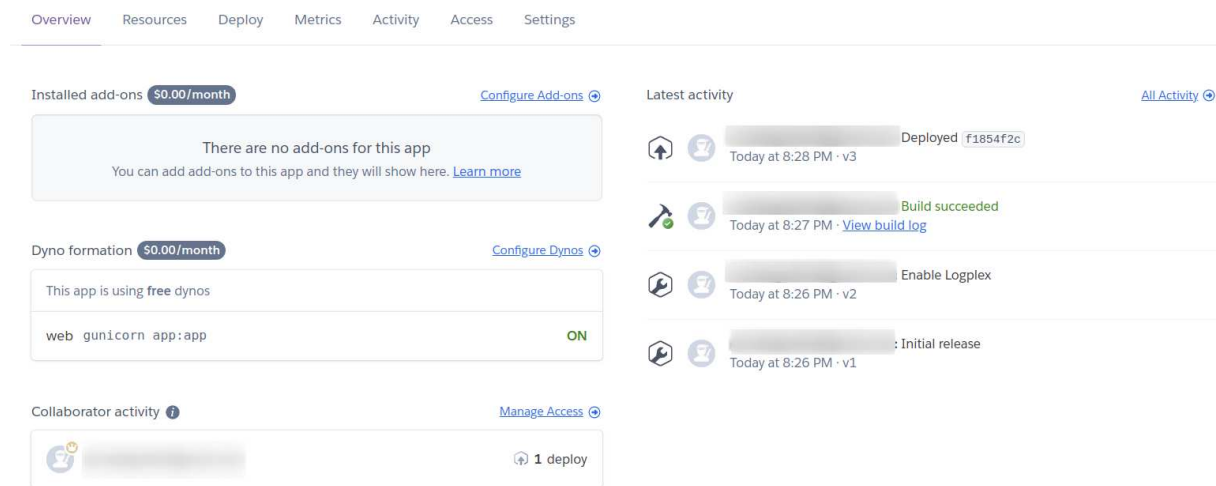 Overview Resources Deploy Metrics Activity Access Settings
Installed add-ons $0.00/month Configure Add-ons
There are no add-ons for this app
You can add add-ons to this app and they will show here. Learn more
Dyno formation $0.00/month Configure Dynos
This app is using free dynos
web gunicorn app:app ON
Collaborator activity Manage Access
1 deploy
Latest activity All Activity
Deployed f1854f2c
Today at 8:28 PM · v3
Build succeeded
Today at 8:27 PM · View build log
Enable Logplex
Today at 8:26 PM · v2
: Initial release
Today at 8:26 PM · v1